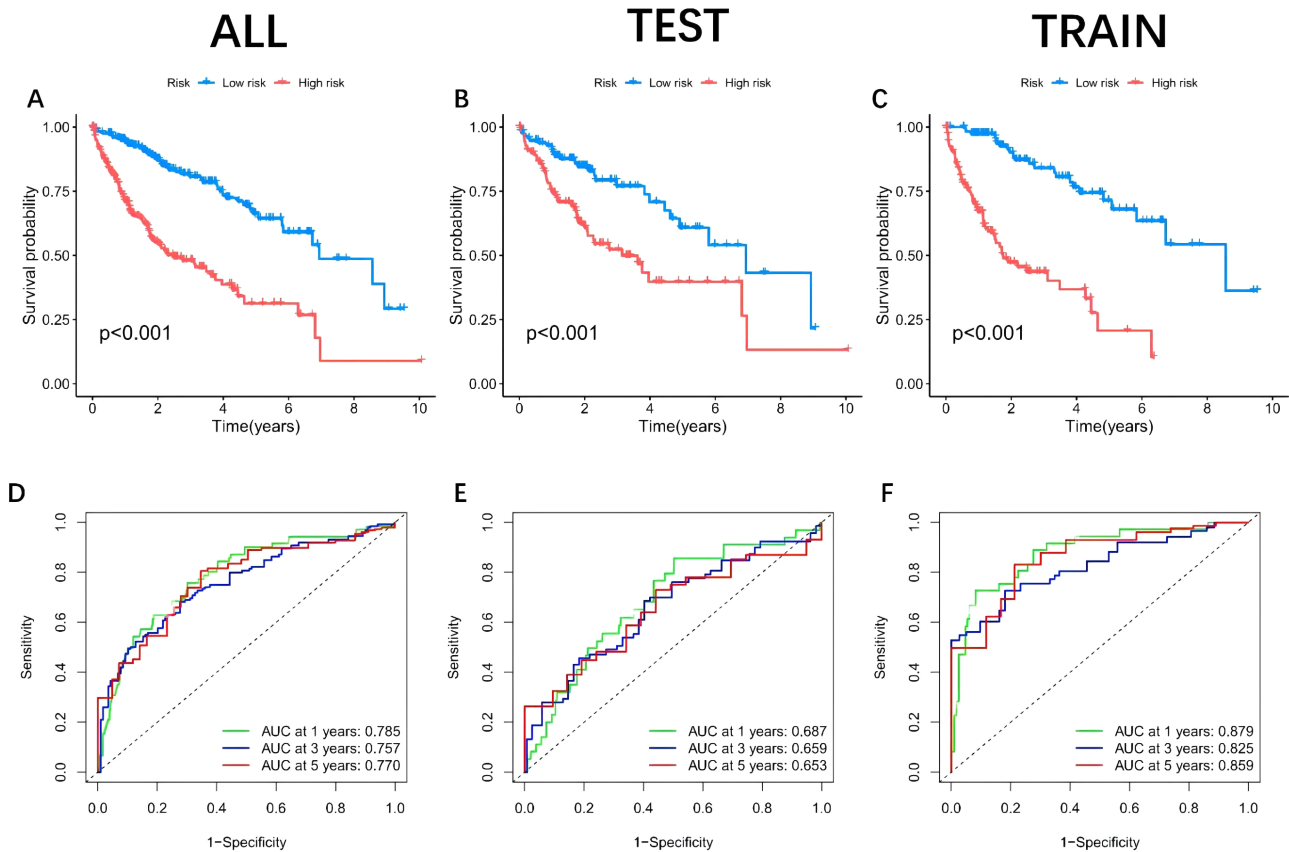 ALL
TEST
TRAIN
A
Risk Low risk High risk
Survival probability
1.00
0.75
0.50
0.25
0.00
p<0.001
0 2 4 6 8 10
Time(years)
B
Risk Low risk High risk
Survival probability
1.00
0.75
0.50
0.25
0.00
p<0.001
0 2 4 6 8 10
Time(years)
C
Risk Low risk High risk
Survival probability
1.00
0.75
0.50
0.25
0.00
p<0.001
0 2 4 6 8 10
Time(years)
D
Sensitivity
1.0
0.8
0.6
0.4
0.2
0.0
AUC at 1 years: 0.785
AUC at 3 years: 0.757
AUC at 5 years: 0.770
0.0 0.2 0.4 0.6 0.8 1.0
1−Specificity
E
Sensitivity
1.0
0.8
0.6
0.4
0.2
0.0
AUC at 1 years: 0.687
AUC at 3 years: 0.659
AUC at 5 years: 0.653
0.0 0.2 0.4 0.6 0.8 1.0
1−Specificity
F
Sensitivity
1.0
0.8
0.6
0.4
0.2
0.0
AUC at 1 years: 0.879
AUC at 3 years: 0.825
AUC at 5 years: 0.859
0.0 0.2 0.4 0.6 0.8 1.0
1−Specificity